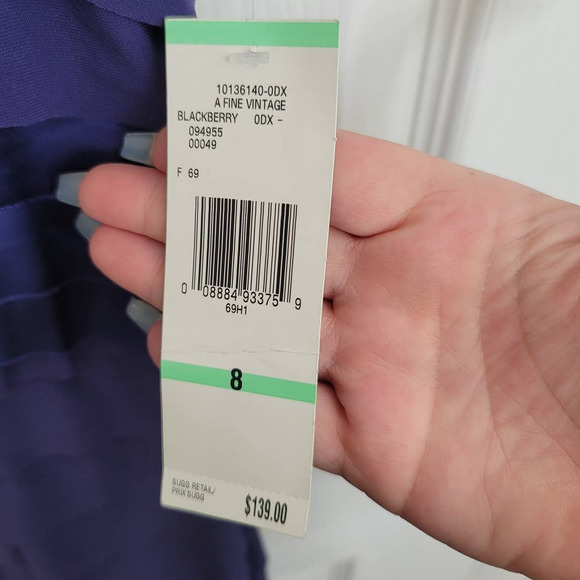 10136140-0DX
A FINE VINTAGE
BLACKBERRY 0DX -
094955
00049
F 69
0 08884 93375 9
69H1
8
SUGG RETAIL/
PRIX SUGG
$139.00